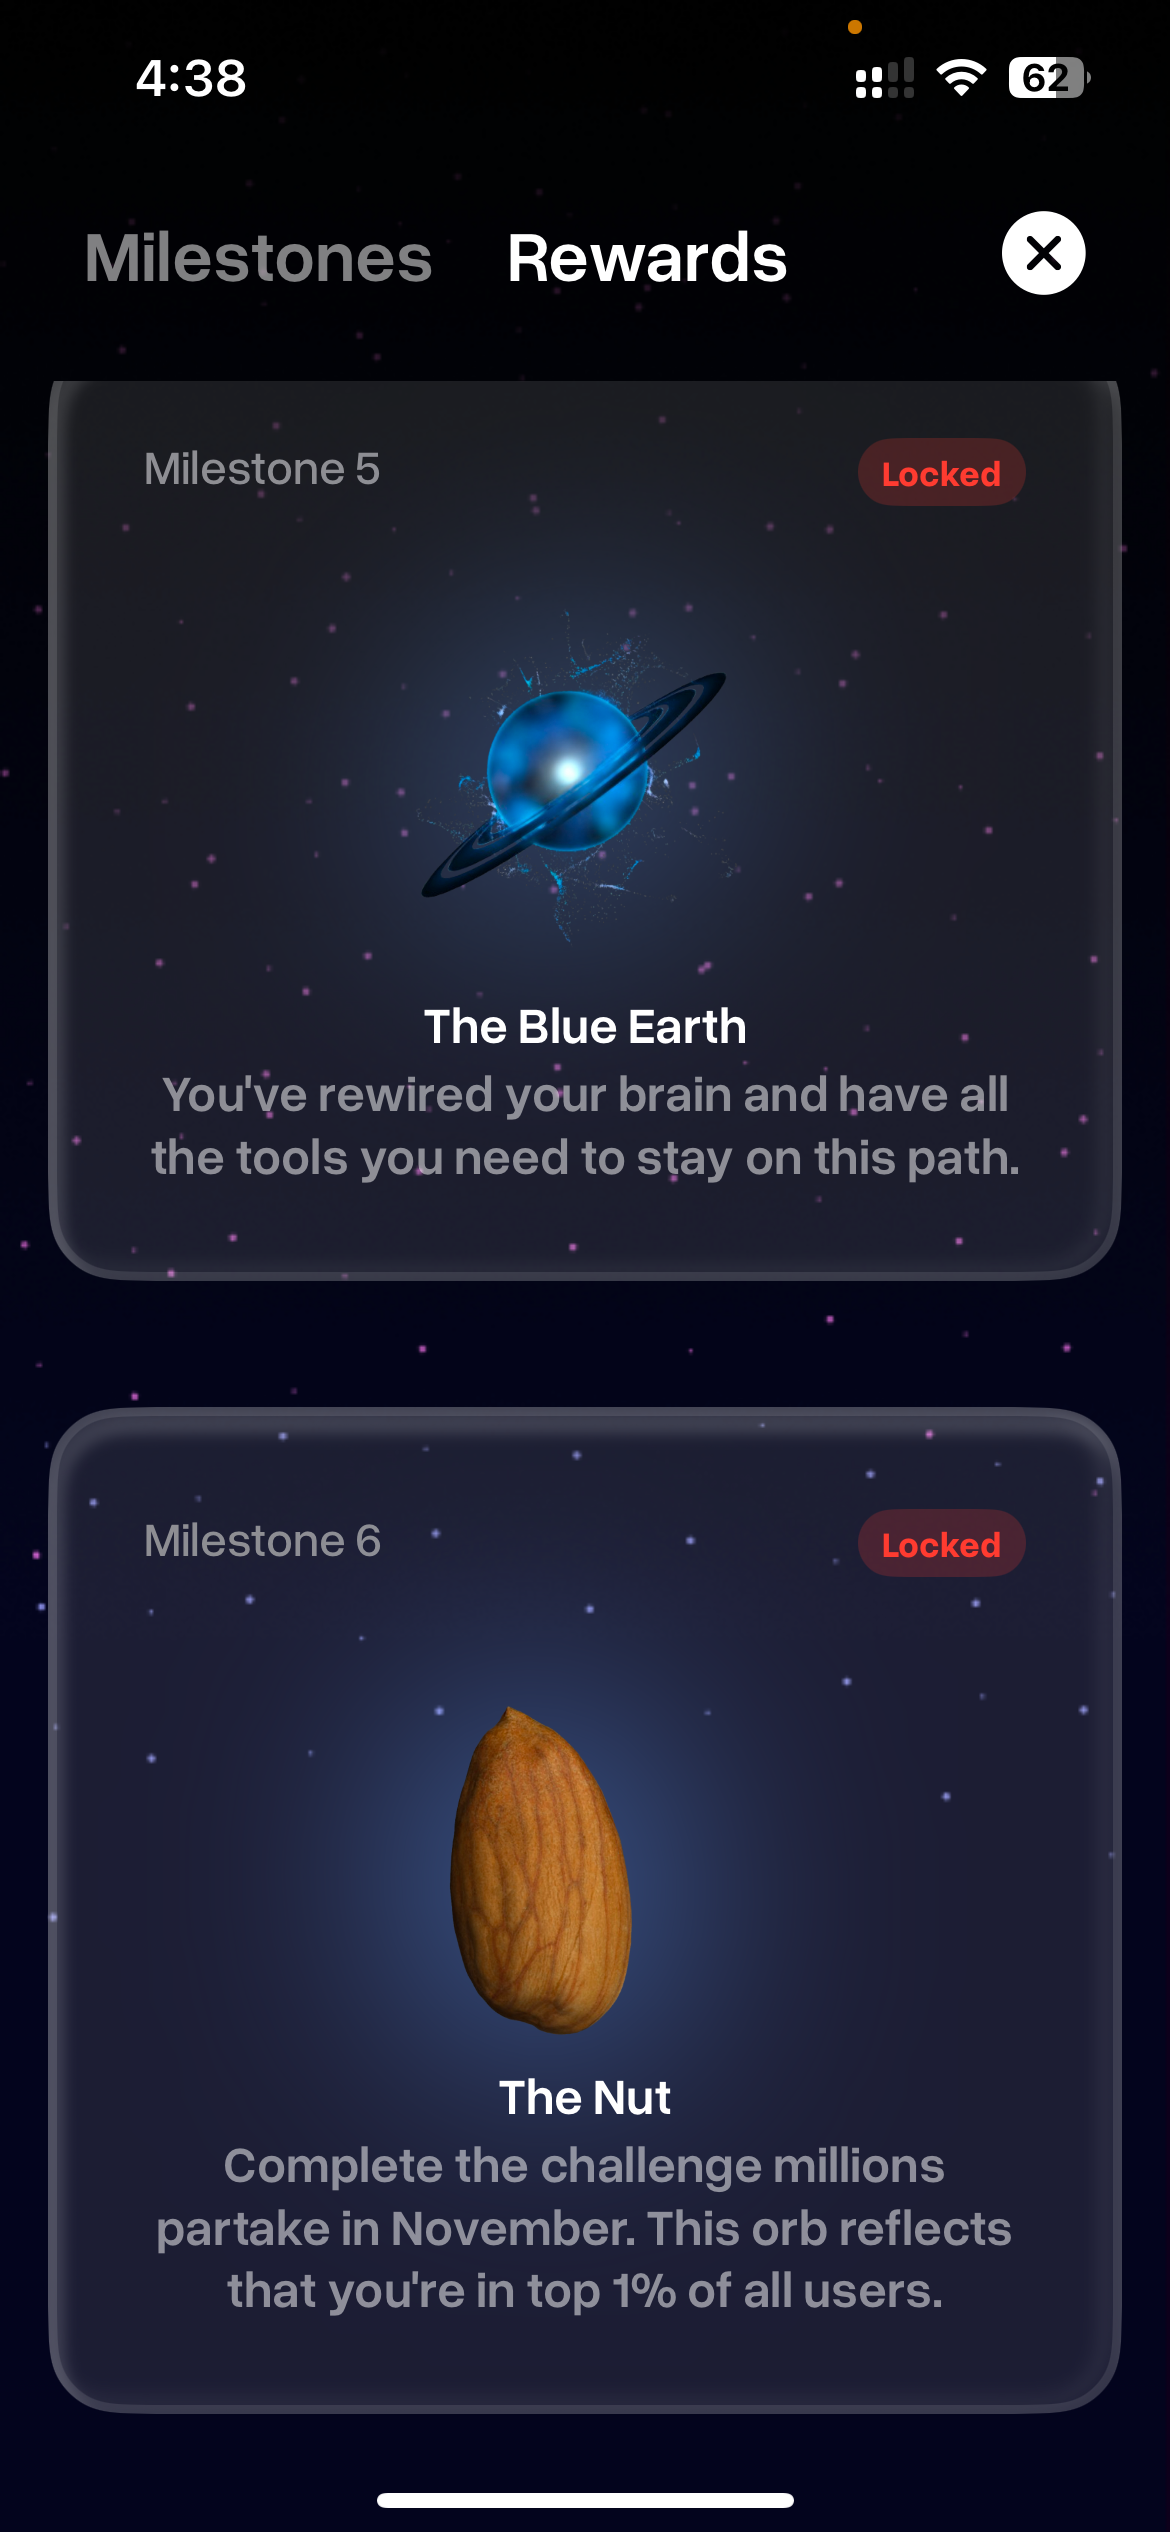 4:38
62
Milestones Rewards
Milestone 5
Locked
The Blue Earth
You've rewired your brain and have all
the tools you need to stay on this path.
Milestone 6
Locked
The Nut
Complete the challenge millions
partake in November. This orb reflects
that you're in top 1% of all users.